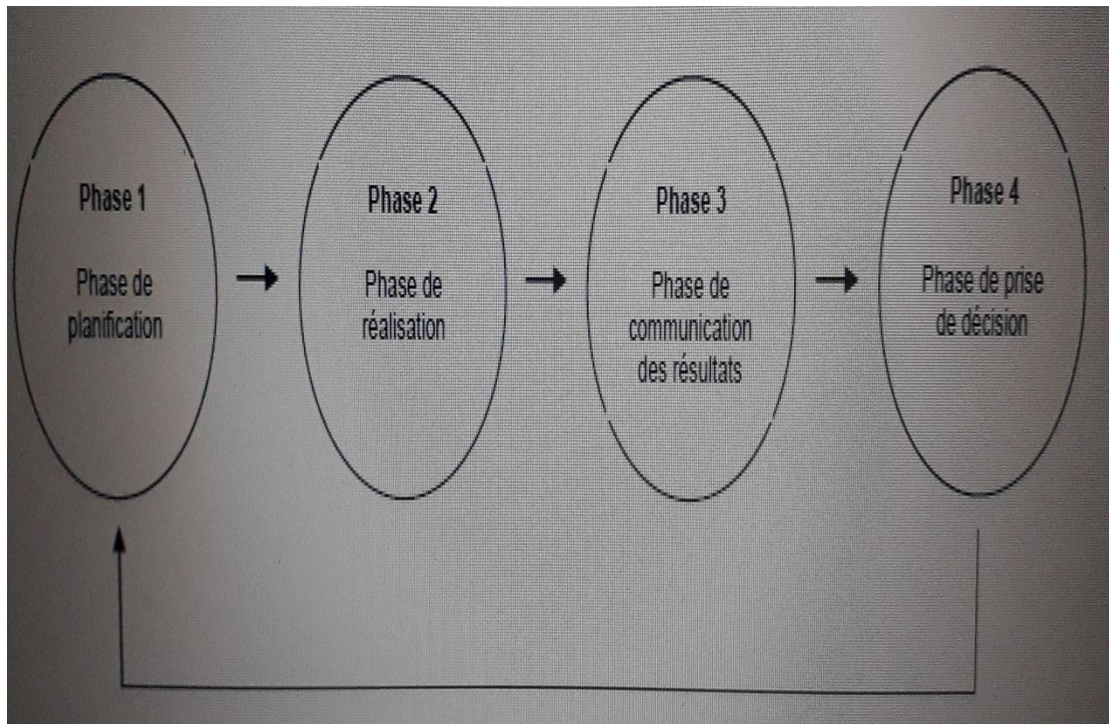 Phase 1
Phase de
planification
Phase 2
Phase de
réalisation
Phase 3
Phase de
communication
des résultats
Phase 4
Phase de prise
de décision